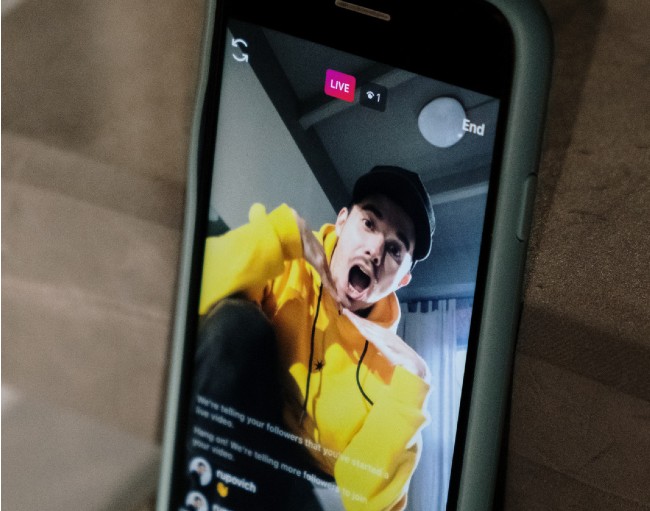 LIVE
1
End
We're telling your followers that you've started a
live video.
Hang on! We're telling more followers to join
your video.
rupovich